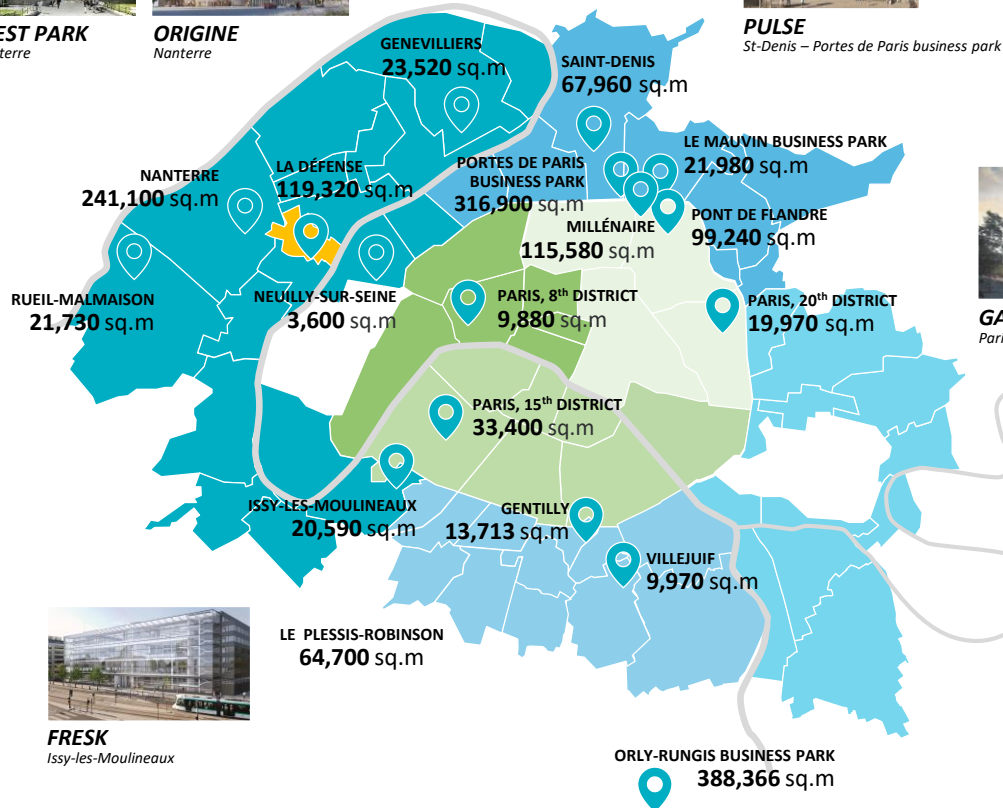 EST PARK
terre
ORIGINE
Nanterre
PULSE
St-Denis – Portes de Paris business park
GENEVILLIERS
23,520 sq.m
SAINT-DENIS
67,960 sq.m
LE MAUVIN BUSINESS PARK
21,980 sq.m
NANTERRE
241,100 sq.m
LA DÉFENSE
119,320 sq.m
PORTES DE PARIS
BUSINESS PARK
316,900 sq.m
MILLÉNAIRE
115,580 sq.m
PONT DE FLANDRE
99,240 sq.m
RUEIL-MALMAISON
21,730 sq.m
NEUILLY-SUR-SEINE
3,600 sq.m
PARIS, 8th DISTRICT
9,880 sq.m
PARIS, 20th DISTRICT
19,970 sq.m
GA
Pari
PARIS, 15th DISTRICT
33,400 sq.m
ISSY-LES-MOULINEAUX
20,590 sq.m
GENTILLY
13,713 sq.m
VILLEJUIF
9,970 sq.m
LE PLESSIS-ROBINSON
64,700 sq.m
FRESK
Issy-les-Moulineaux
ORLY-RUNGIS BUSINESS PARK
388,366 sq.m